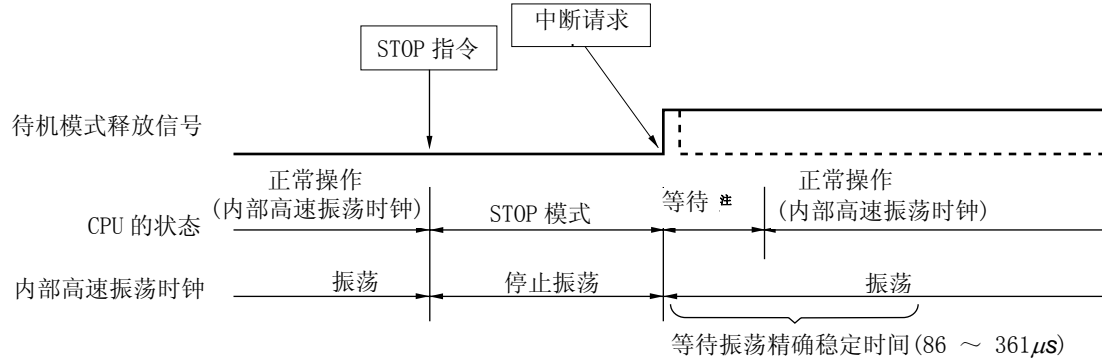 中断请求
STOP 指令
待机模式释放信号
正常操作
(内部高速振荡时钟)
STOP 模式
等待 注
正常操作
(内部高速振荡时钟)
CPU 的状态
内部高速振荡时钟
振荡
停止振荡
振荡
等待振荡精确稳定时间(86 ～ 361μs)